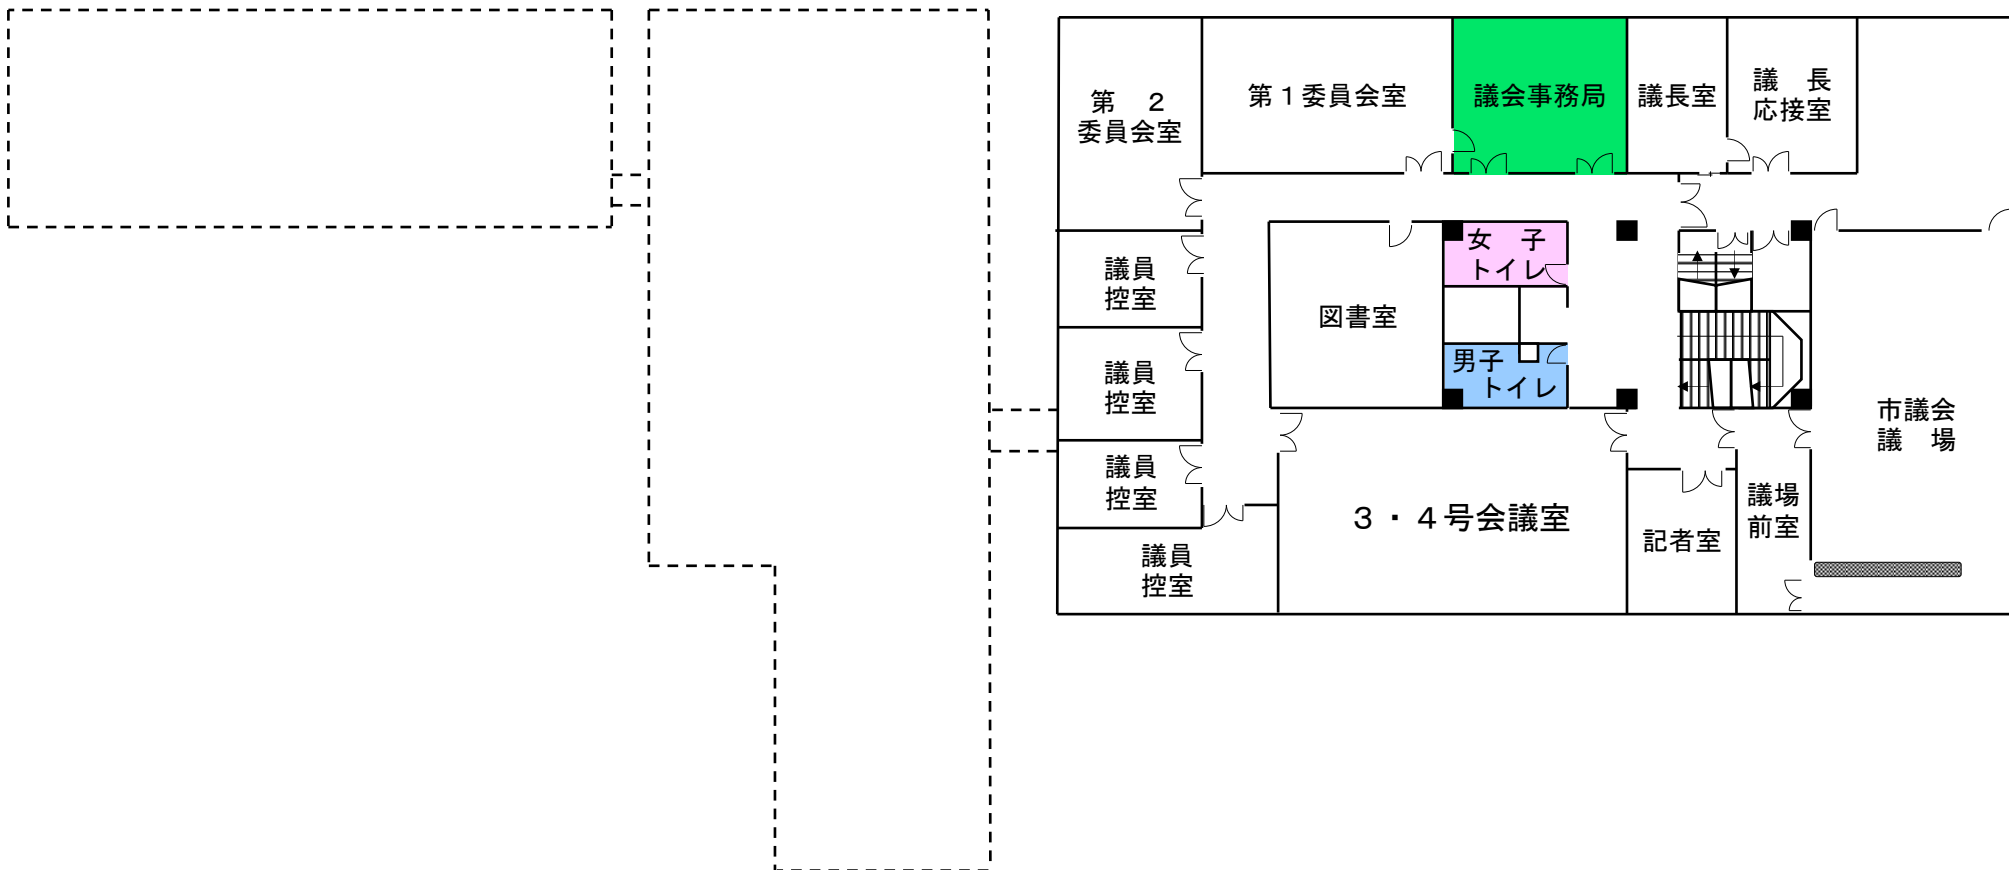 第　２
委員会室
第１委員会室
議会事務局
議長室
議　長
応接室
女　子
トイレ
議員
控室
図書室
男子
トイレ
議員
控室
市議会
議　場
議員
控室
３・４号会議室
議場
前室
記者室
議員
控室